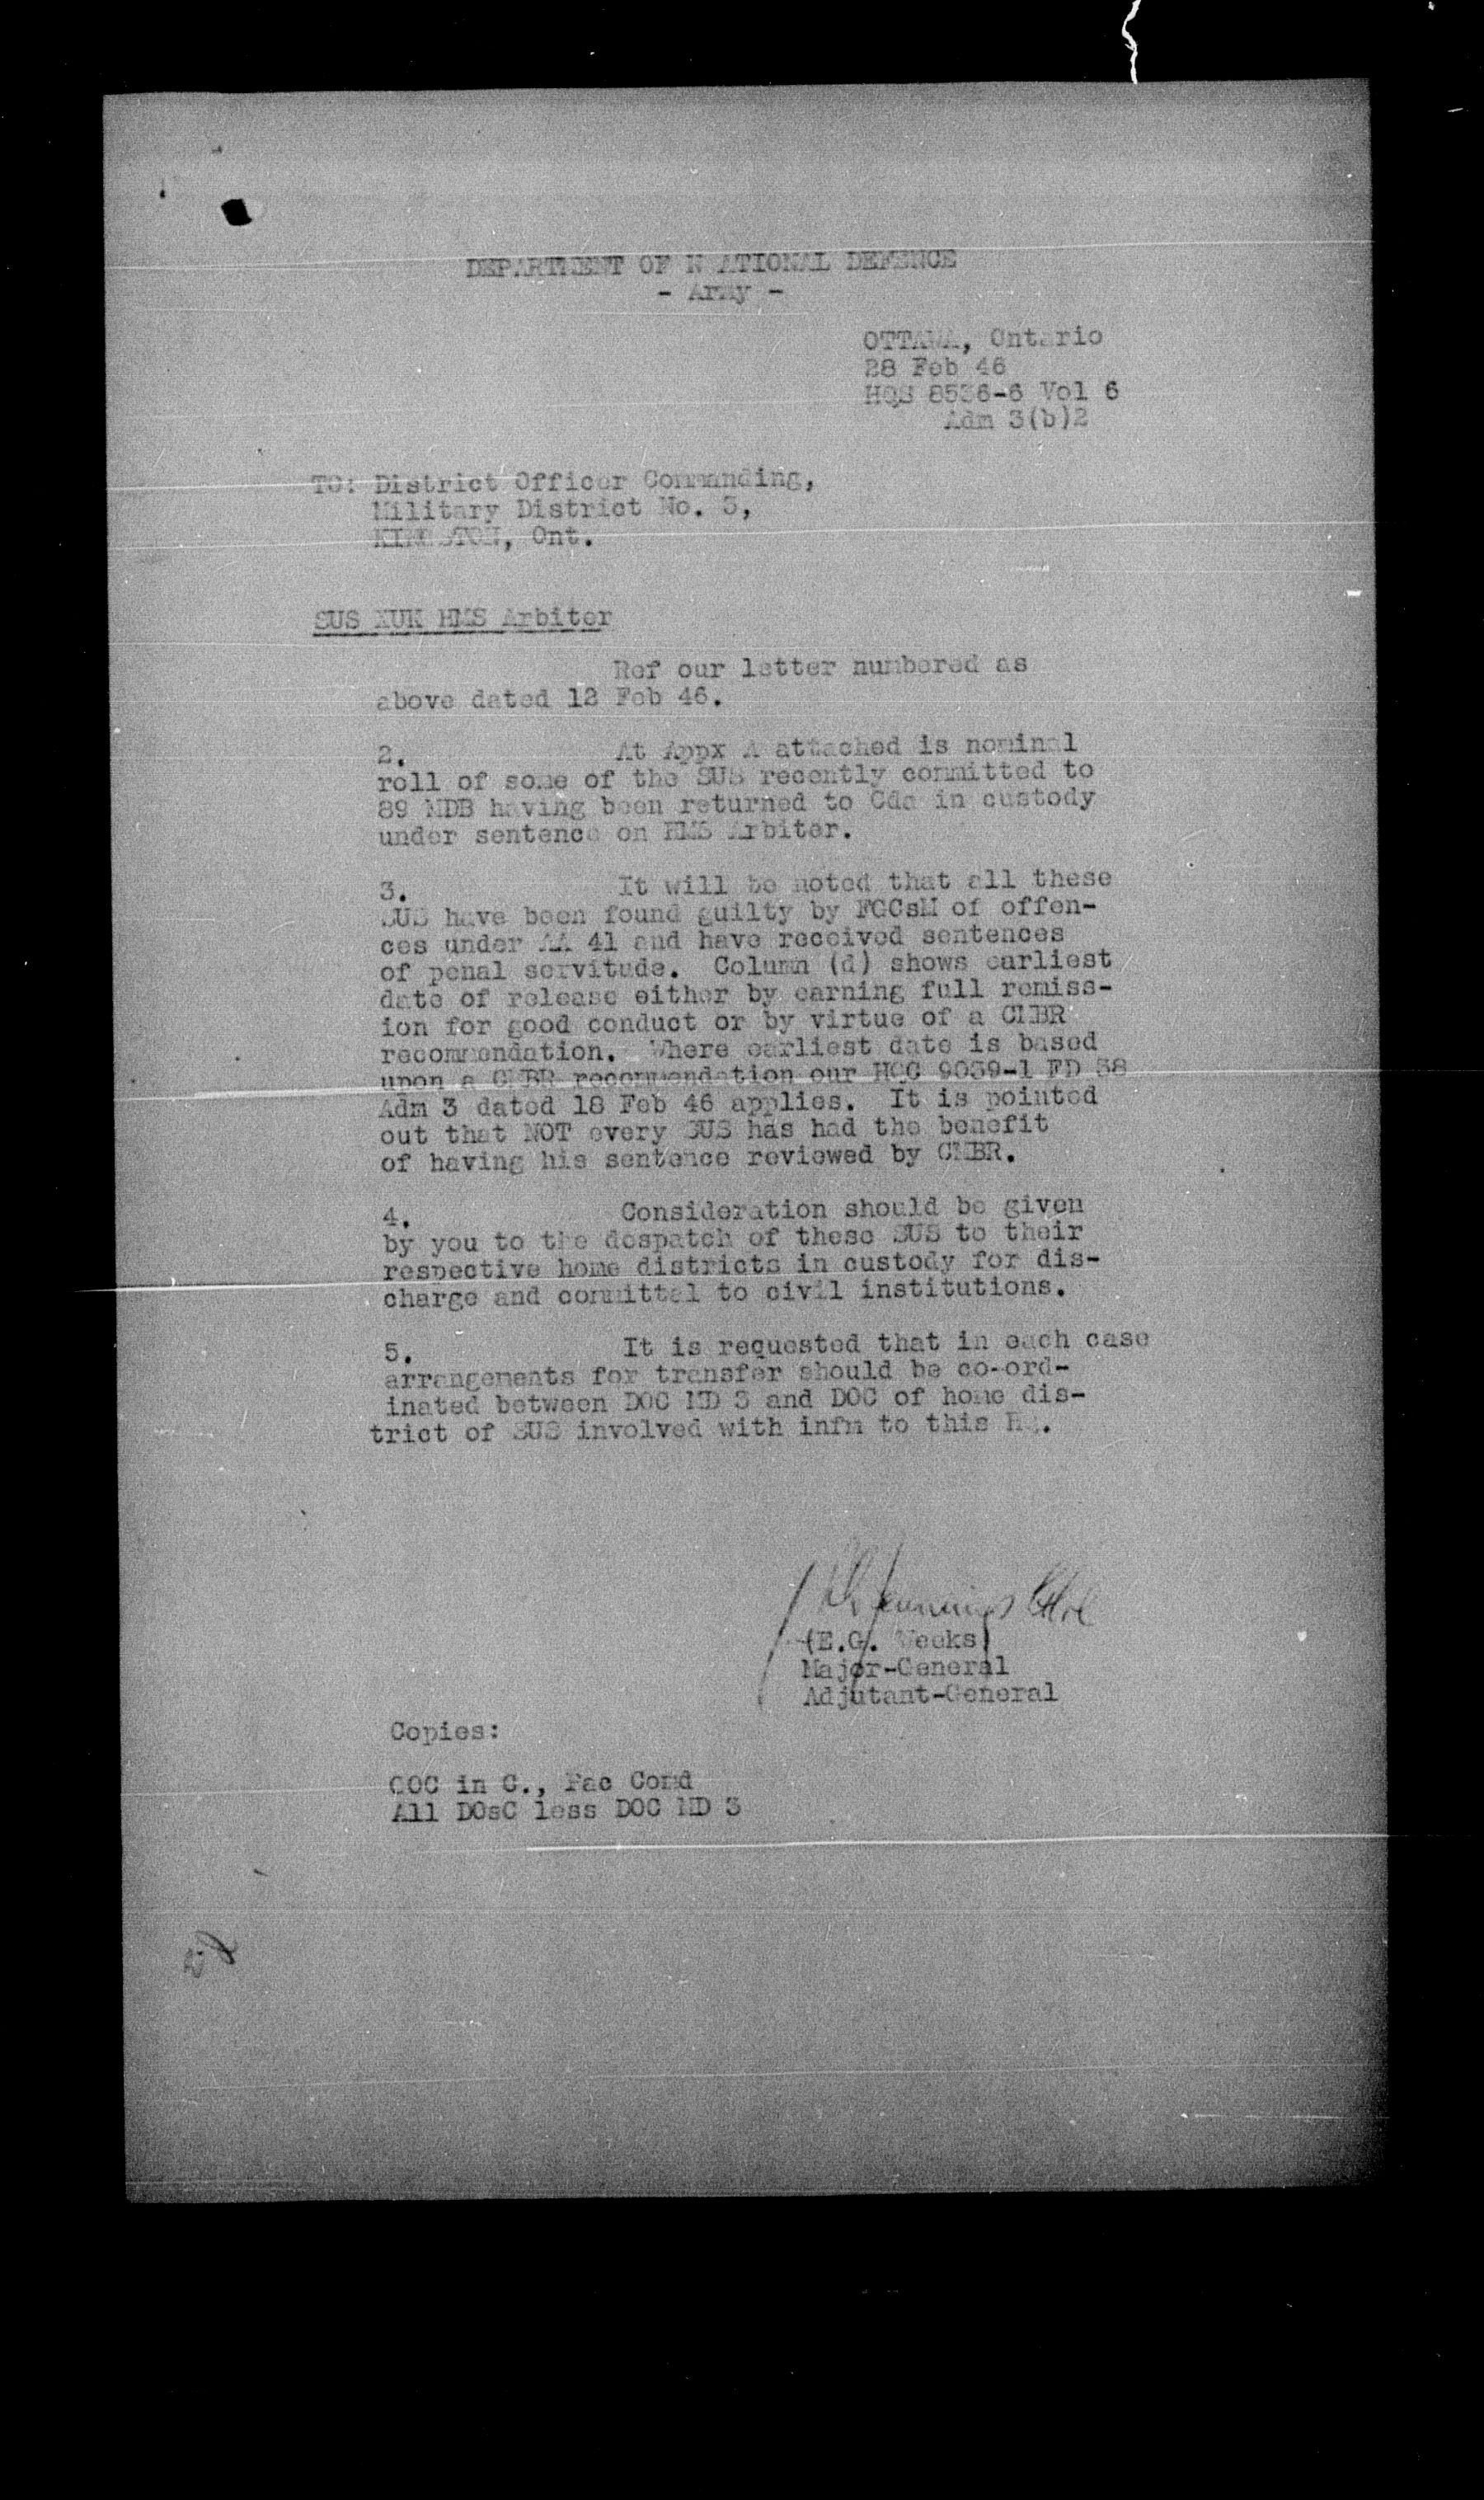 DEPARTMENT OF N ATIONAL DEFENCE
- Army -
OTTAWA, Ontario
28 Feb 46
HQS 8536-6 Vol 6
Adm 3(b)2
TO: District Officer Commanding,
Military District No. 3,
KINGSTON, Ont.
SUS XUK HMS Arbiter
Ref our letter numbered as
above dated 12 Feb 46.
2. At Appx A attached is nominal
roll of some of the SUS recently committed to
89 MDB having been returned to Cda in custody
under sentence on HMS Arbiter.
3. It will be noted that all these
SUS have been found guilty by FGCsM of offen-
ces under AA 41 and have received sentences
of penal servitude. Column (d) shows earliest
date of release either by earning full remiss-
ion for good conduct or by virtue of a CMBR
recommendation. Where earliest date is based
upon a CMBR recommendation our HQC 9039-1 FD 38
Adm 3 dated 18 Feb 46 applies. It is pointed
out that NOT every SUS has had the benefit
of having his sentence reviewed by CMBR.
4. Consideration should be given
by you to the despatch of these SUS to their
respective home districts in custody for dis-
charge and committal to civil institutions.
5. It is requested that in each case
arrangements for transfer should be co-ord-
inated between DOC MD 3 and DOC of home dis-
trict of SUS involved with infm to this HQ.
(E.G. Weeks)
Major-General
Adjutant-General
Copies:
GOC in C., Pac Comd
All DOsC less DOC MD 3